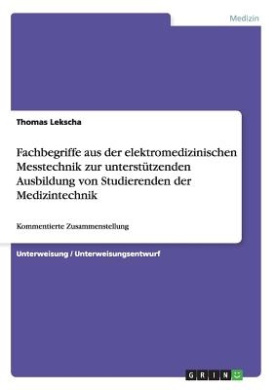 Medizin
Thomas Lekscha
Fachbegriffe aus der elektromedizinischen
Messtechnik zur unterstützenden
Ausbildung von Studierenden der
Medizintechnik
Kommentierte Zusammenstellung
Unterweisung / Unterweisungsentwurf
GRIN